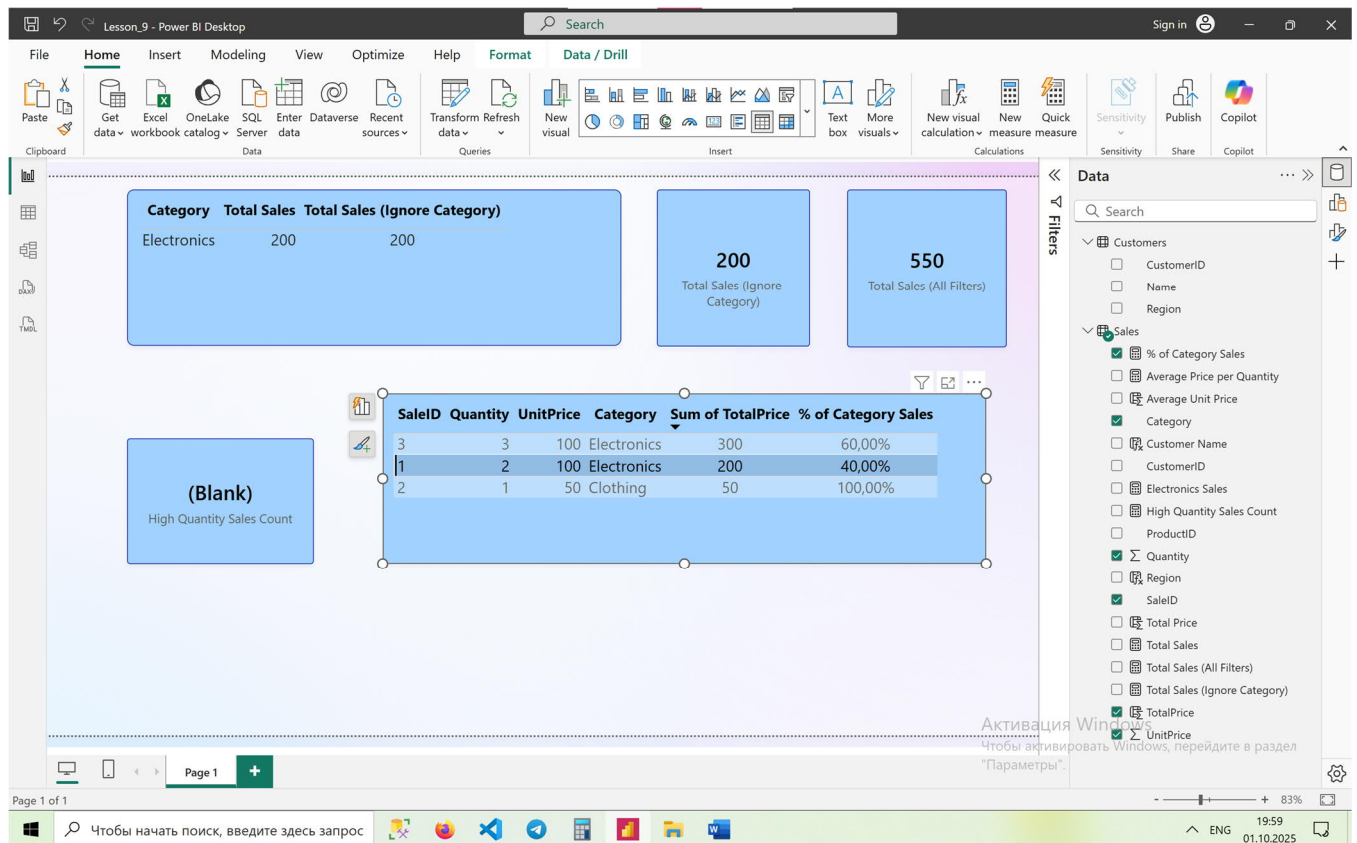 Lesson_9 - Power BI Desktop
Search
Sign in
File Home Insert Modeling View Optimize Help Format Data / Drill
Paste
Get data
Excel workbook
OneLake catalog
SQL Server
Enter data
Dataverse
Recent sources
Transform data
Refresh
New visual
Text box
More visuals
New visual calculation
New measure
Quick measure
Sensitivity
Publish
Copilot
Clipboard Data Queries Insert Calculations Sensitivity Share Copilot
Category Total Sales Total Sales (Ignore Category)
Electronics 200 200
200
Total Sales (Ignore
Category)
550
Total Sales (All Filters)
(Blank)
High Quantity Sales Count
SaleID Quantity UnitPrice Category Sum of TotalPrice % of Category Sales
3 3 100 Electronics 300 60,00%
1 2 100 Electronics 200 40,00%
2 1 50 Clothing 50 100,00%
DAX
TMDL
Filters
Data
Search
Customers
CustomerID
Name
Region
Sales
% of Category Sales
Average Price per Quantity
Average Unit Price
Category
Customer Name
CustomerID
Electronics Sales
High Quantity Sales Count
ProductID
Quantity
Region
SaleID
Total Price
Total Sales
Total Sales (All Filters)
Total Sales (Ignore Category)
TotalPrice
UnitPrice
Активация Windows
Чтобы активировать Windows, перейдите в раздел
"Параметры".
Page 1
Page 1 of 1
83%
Чтобы начать поиск, введите здесь запрос
ENG
19:59
01.10.2025